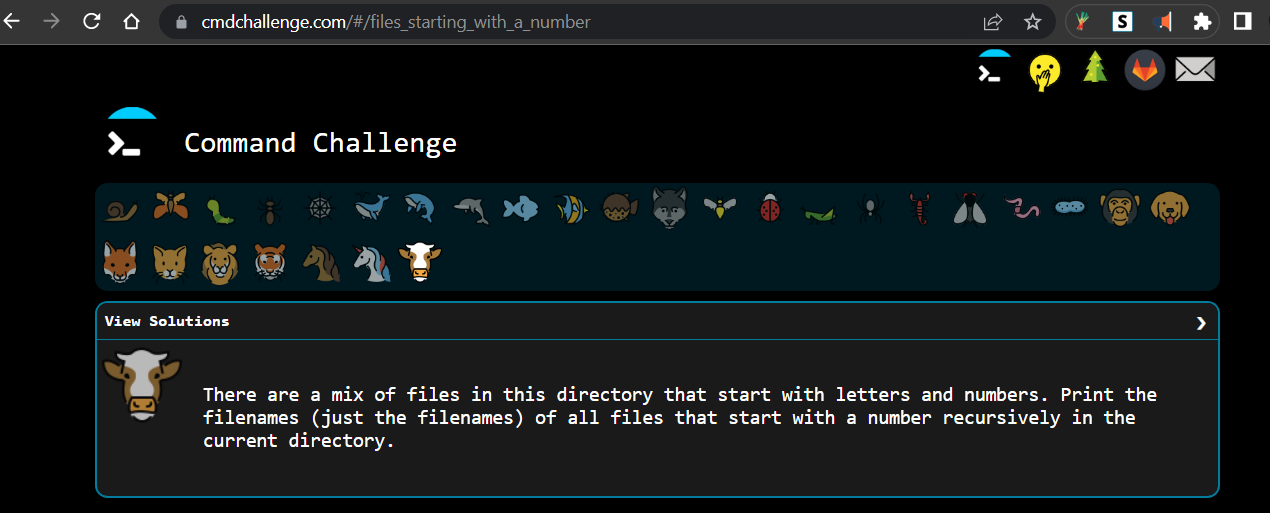 cmdchallenge.com/#/files_starting_with_a_number
S
Command Challenge
View Solutions
There are a mix of files in this directory that start with letters and numbers. Print the
filenames (just the filenames) of all files that start with a number recursively in the
current directory.